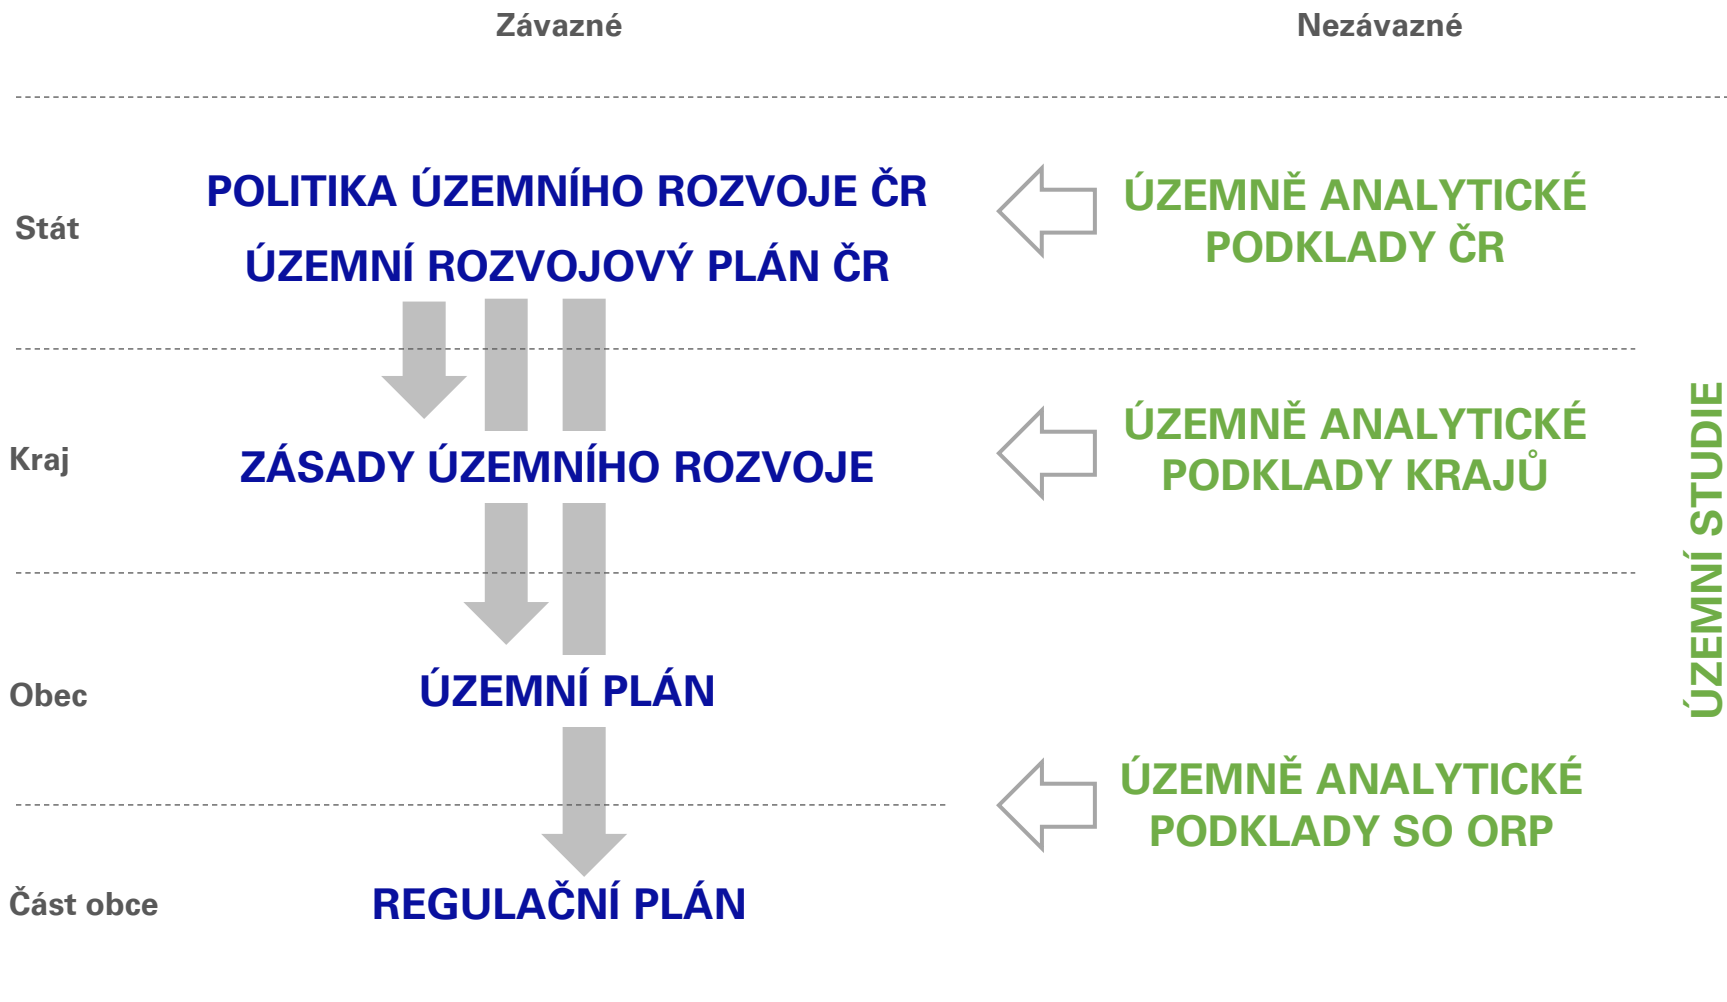 Závazné
Nezávazné
Stát
POLITIKA ÚZEMNÍHO ROZVOJE ČR
ÚZEMNÍ ROZVOJOVÝ PLÁN ČR
ÚZEMNĚ ANALYTICKÉ
PODKLADY ČR
Kraj
ZÁSADY ÚZEMNÍHO ROZVOJE
ÚZEMNĚ ANALYTICKÉ
PODKLADY KRAJŮ
Obec
ÚZEMNÍ PLÁN
ÚZEMNĚ ANALYTICKÉ
PODKLADY SO ORP
Část obce
REGULAČNÍ PLÁN
ÚZEMNÍ STUDIE